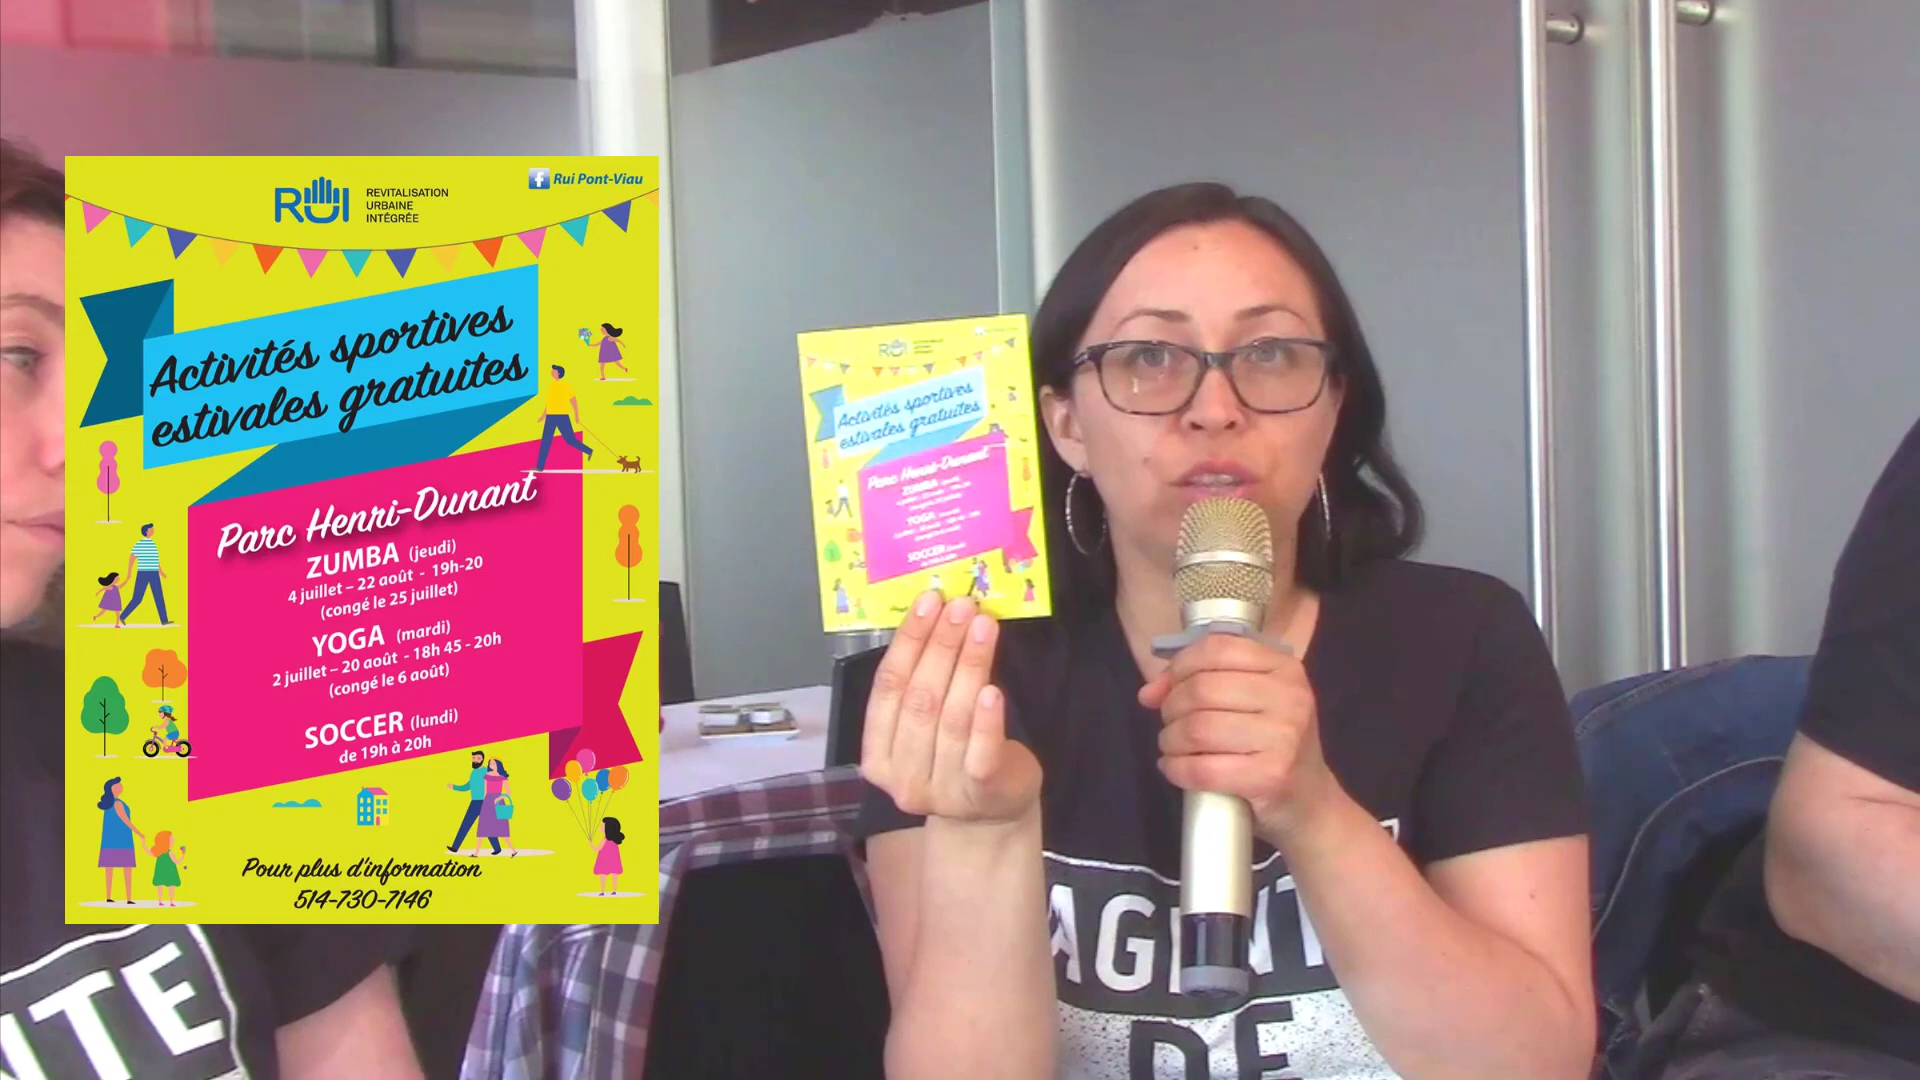 Rui Pont-Viau
RUI
REVITALISATION
URBAINE
INTÉGRÉE
Activités sportives
estivales gratuites
Parc Henri-Dunant
ZUMBA (jeudi)
4 juillet – 22 août - 19h-20
(congé le 25 juillet)
YOGA (mardi)
2 juillet – 20 août - 18h 45 - 20h
(congé le 6 août)
SOCCER (lundi)
de 19h à 20h
Pour plus d'information
514-730-7146
RUI
Activités sportives
estivales gratuites
Parc Henri-Dunant
ZUMBA
YOGA
SOCCER
DE